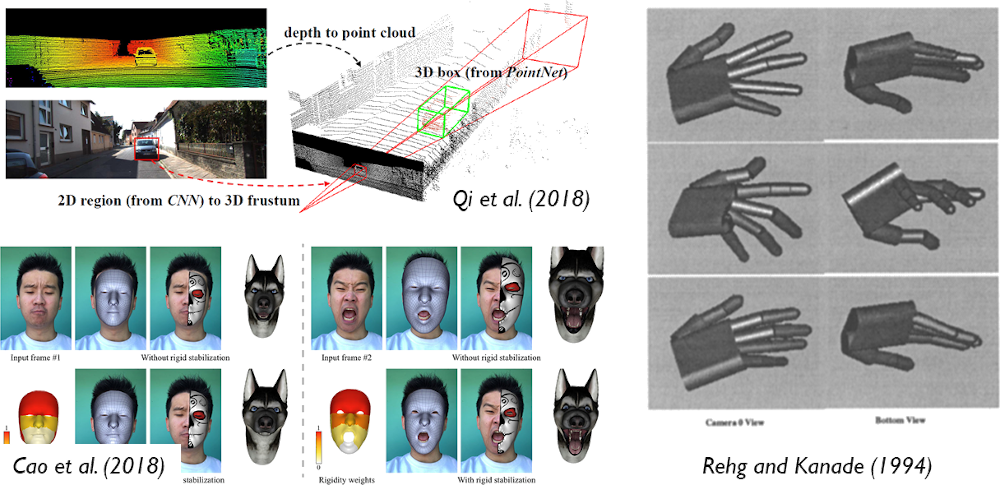 depth to point cloud
3D box (from PointNet)
2D region (from CNN) to 3D frustum
Qi et al. (2018)
Input frame #1
Without rigid stabilization
Input frame #2
Without rigid stabilization
1
stabilization
1
0
Rigidity weights
With rigid stabilization
Cao et al. (2018)
Camera 0 View
Bottom View
Rehg and Kanade (1994)